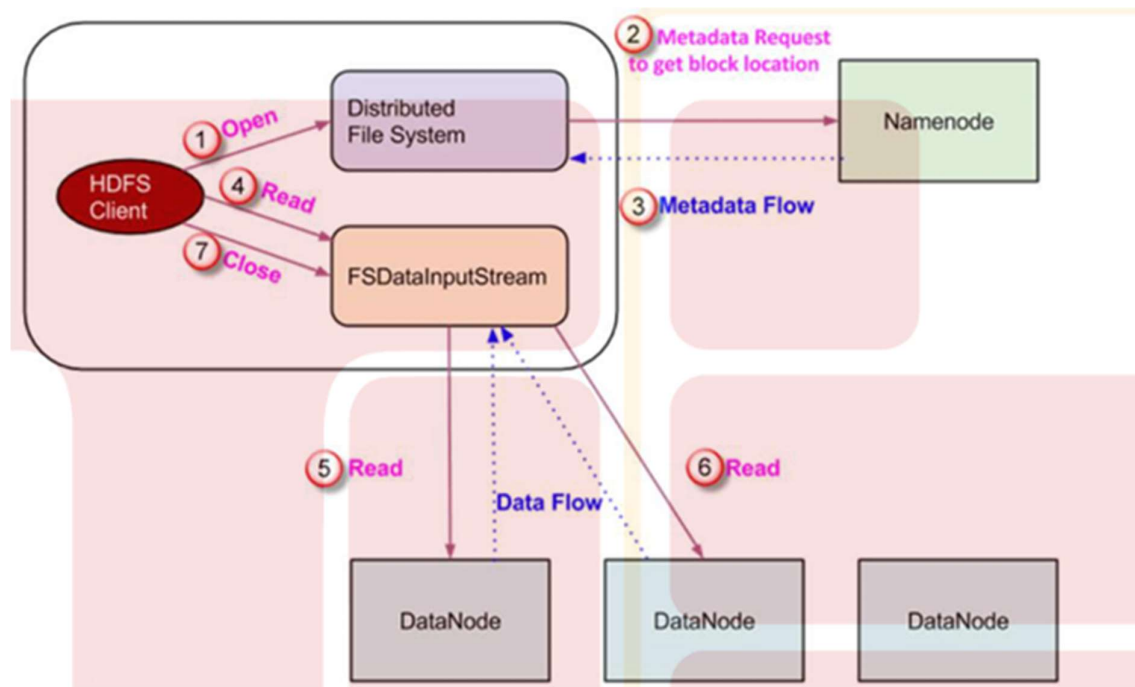 2 Metadata Request
to get block location
Distributed
File System
Namenode
1 Open
HDFS
Client
4 Read
3 Metadata Flow
7 Close
FSDataInputStream
5 Read
6 Read
Data Flow
DataNode
DataNode
DataNode